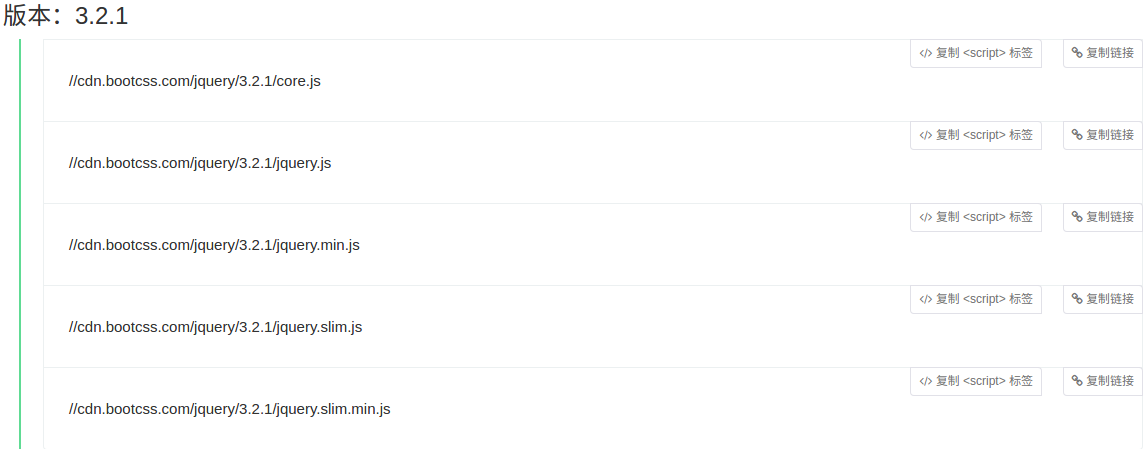 版本：3.2.1
</> 复制 <script> 标签 复制链接
//cdn.bootcss.com/jquery/3.2.1/core.js
</> 复制 <script> 标签 复制链接
//cdn.bootcss.com/jquery/3.2.1/jquery.js
</> 复制 <script> 标签 复制链接
//cdn.bootcss.com/jquery/3.2.1/jquery.min.js
</> 复制 <script> 标签 复制链接
//cdn.bootcss.com/jquery/3.2.1/jquery.slim.js
</> 复制 <script> 标签 复制链接
//cdn.bootcss.com/jquery/3.2.1/jquery.slim.min.js